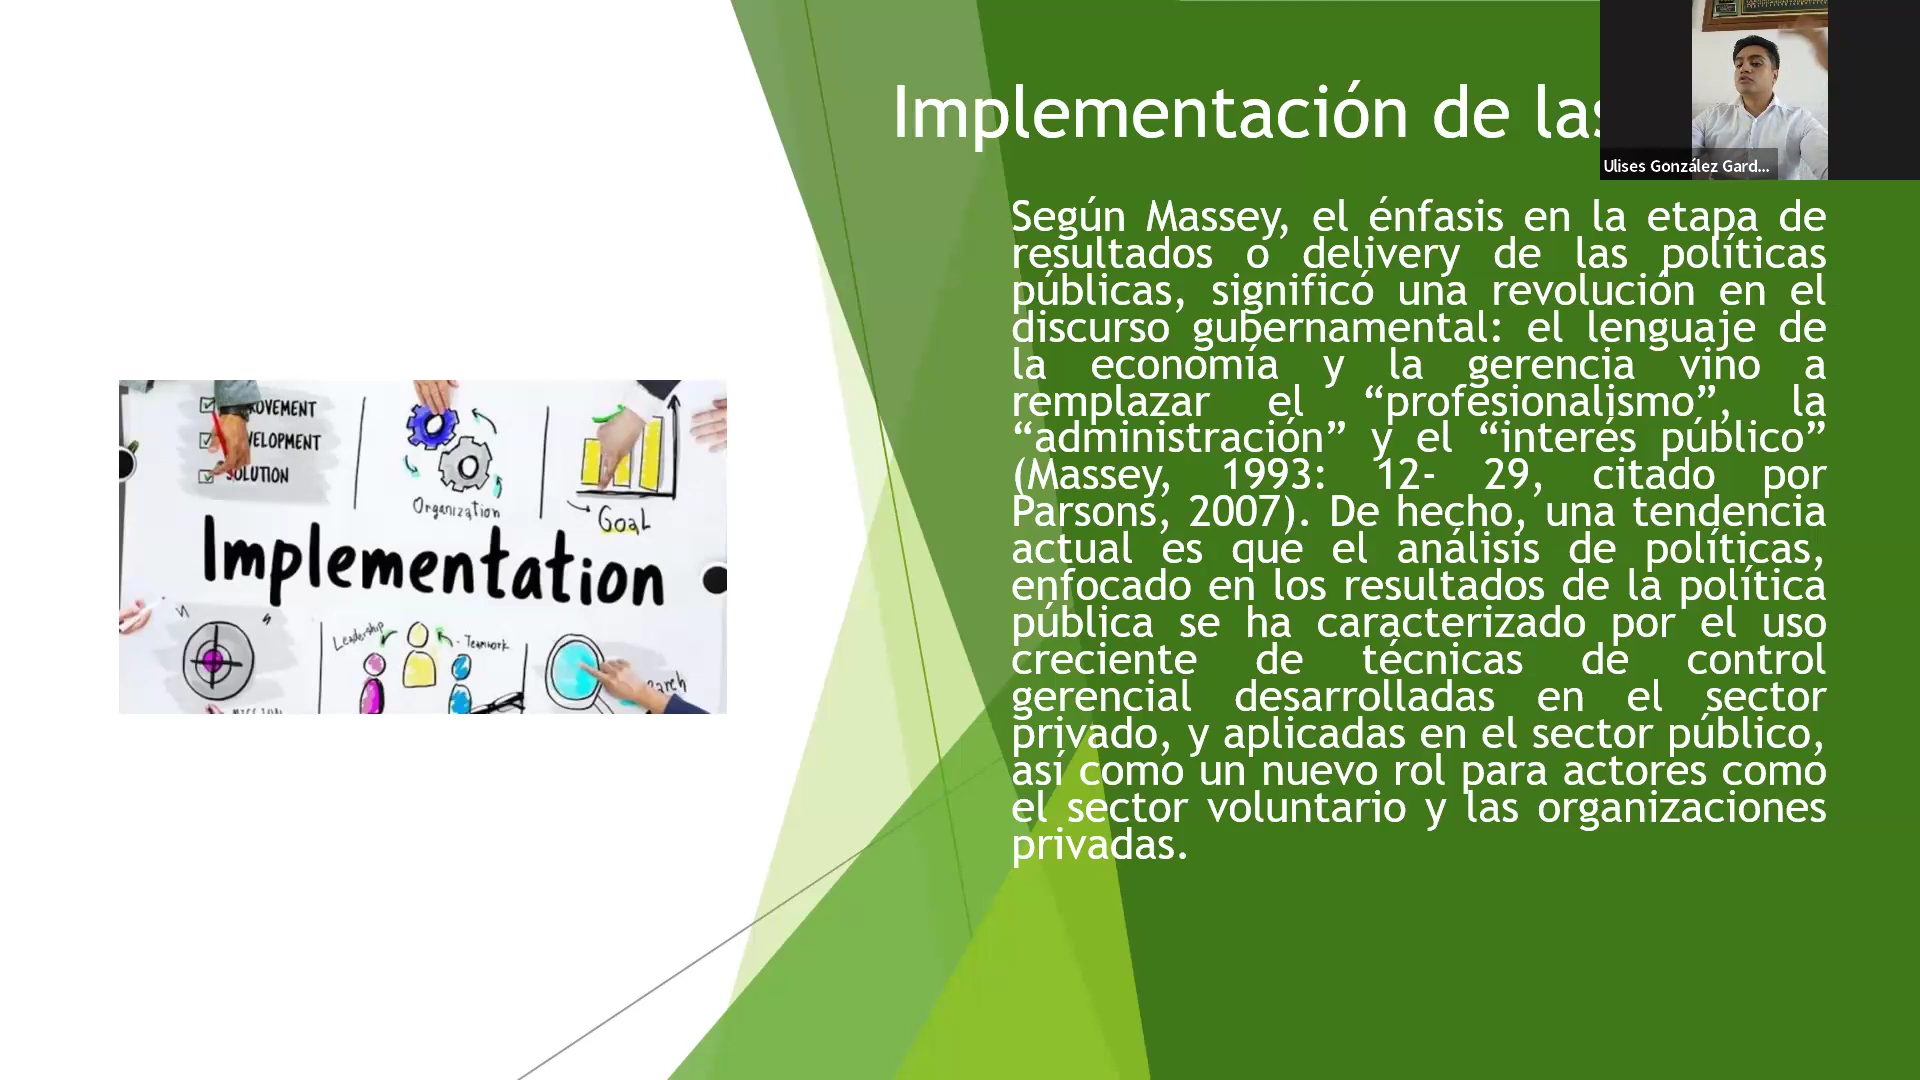 Implementación de las
Ulises González Gard...
Según Massey, el énfasis en la etapa de
resultados o delivery de las políticas
públicas, significó una revolución en el
discurso gubernamental: el lenguaje de
la economía y la gerencia vino a
remplazar el “profesionalismo”, la
“administración” y el “interés público”
(Massey, 1993: 12- 29, citado por
Parsons, 2007). De hecho, una tendencia
actual es que el análisis de políticas,
enfocado en los resultados de la política
pública se ha caracterizado por el uso
creciente de técnicas de control
gerencial desarrolladas en el sector
privado, y aplicadas en el sector público,
así como un nuevo rol para actores como
el sector voluntario y las organizaciones
privadas.
OVEMENT
VELOPMENT
SOLUTION
Organization
GOAL
Implementation
Leadership
- Teamwork
earch